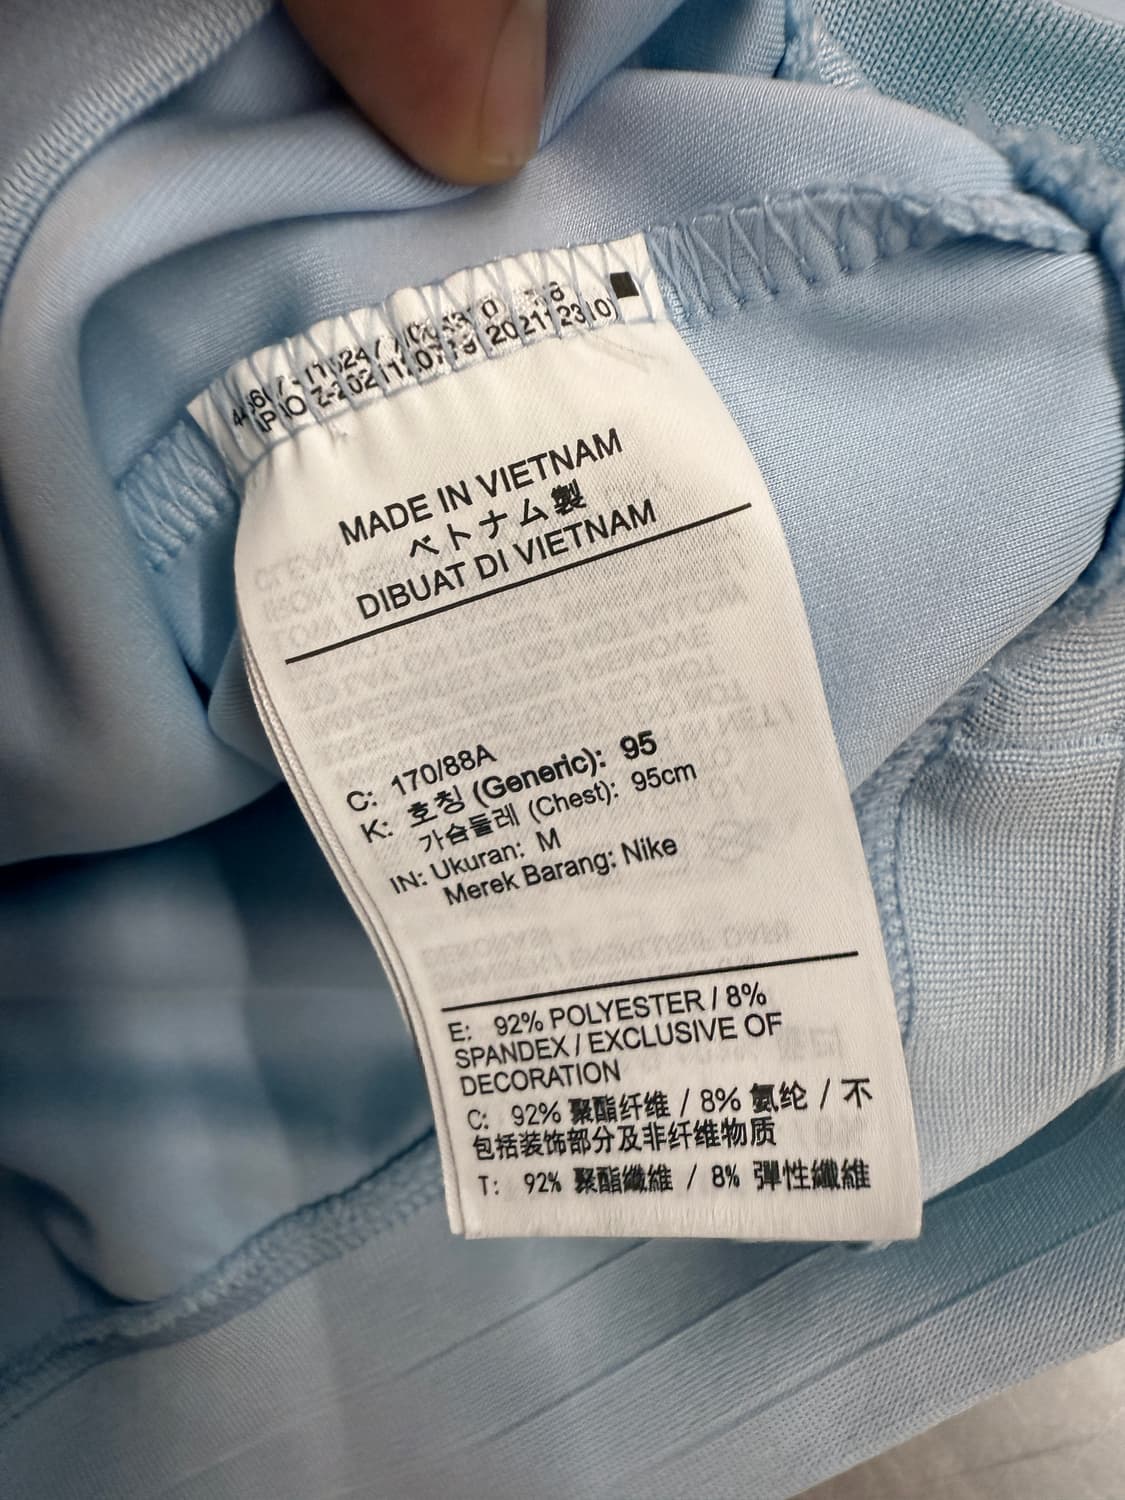 MADE IN VIETNAM
ベトナム製
DIBUAT DI VIETNAM
C: 170/88A
K: 호칭 (Generic): 95
가슴둘레 (Chest): 95cm
IN: Ukuran: M
Merek Barang: Nike
E: 92% POLYESTER / 8%
SPANDEX / EXCLUSIVE OF
DECORATION
C: 92% 聚酯纤维 / 8% 氨纶 / 不
包括装饰部分及非纤维物质
T: 92% 聚酯纖維 / 8% 彈性纖維